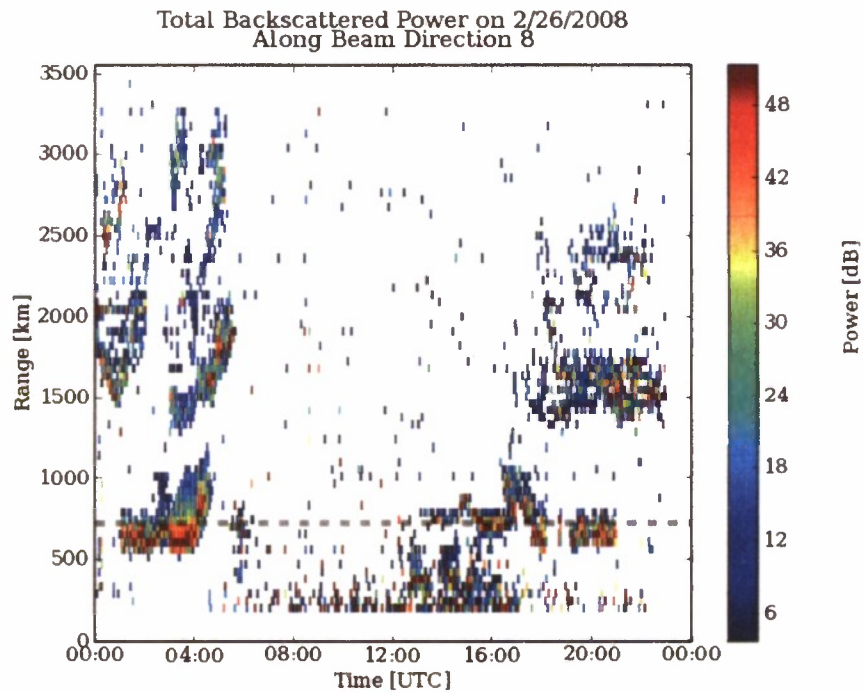 Total Backscattered Power on 2/26/2008
Along Beam Direction 8
3500
3000
2500
2000
1500
1000
500
0
Range [km]
00:00 04:00 08:00 12:00 16:00 20:00 00:00
Time [UTC]
48
42
36
30
24
18
12
6
Power [dB]